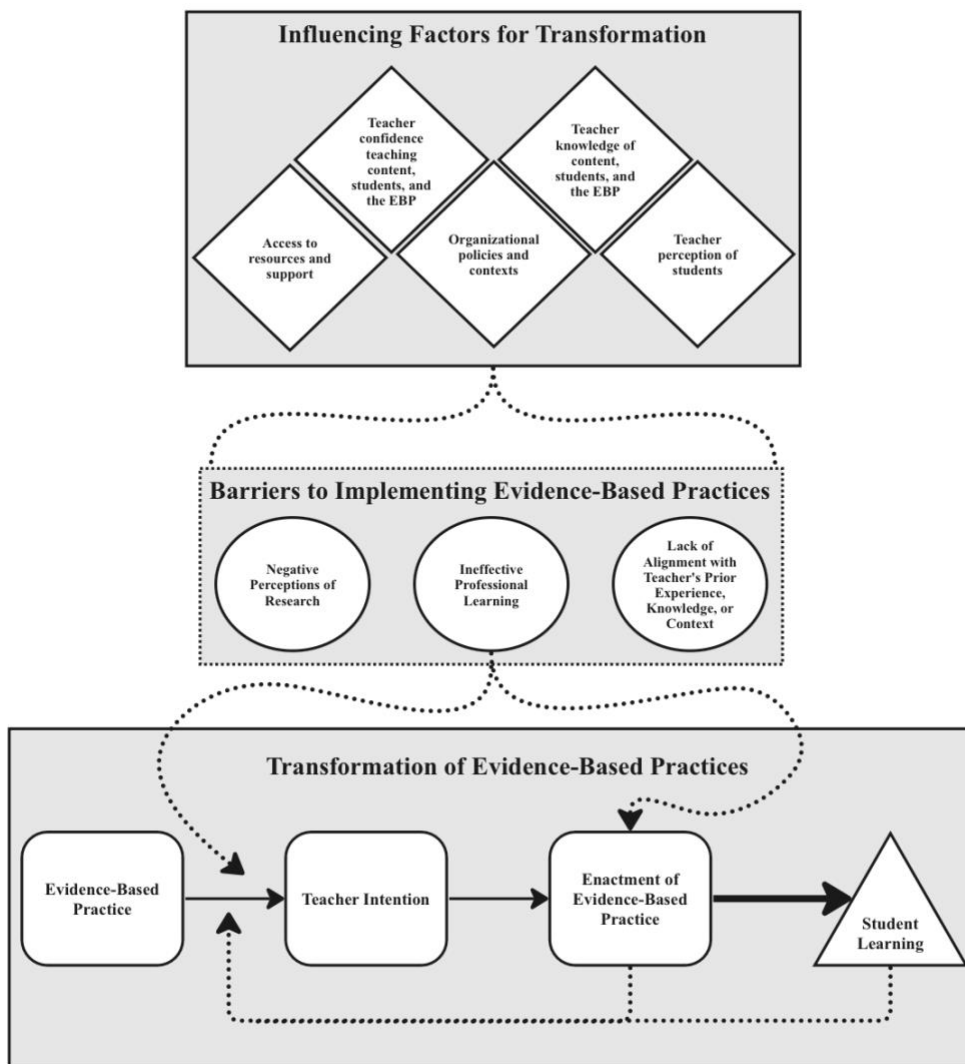 Influencing Factors for Transformation
Teacher
confidence
teaching
content,
students, and
the EBP
Teacher
knowledge of
content,
students, and
the EBP
Access to
resources and
support
Organizational
policies and
contexts
Teacher
perception of
students
Barriers to Implementing Evidence-Based Practices
Negative
Perceptions of
Research
Ineffective
Professional
Learning
Lack of
Alignment with
Teacher's Prior
Experience,
Knowledge, or
Context
Transformation of Evidence-Based Practices
Evidence-Based
Practice
Teacher Intention
Enactment of
Evidence-Based
Practice
Student
Learning